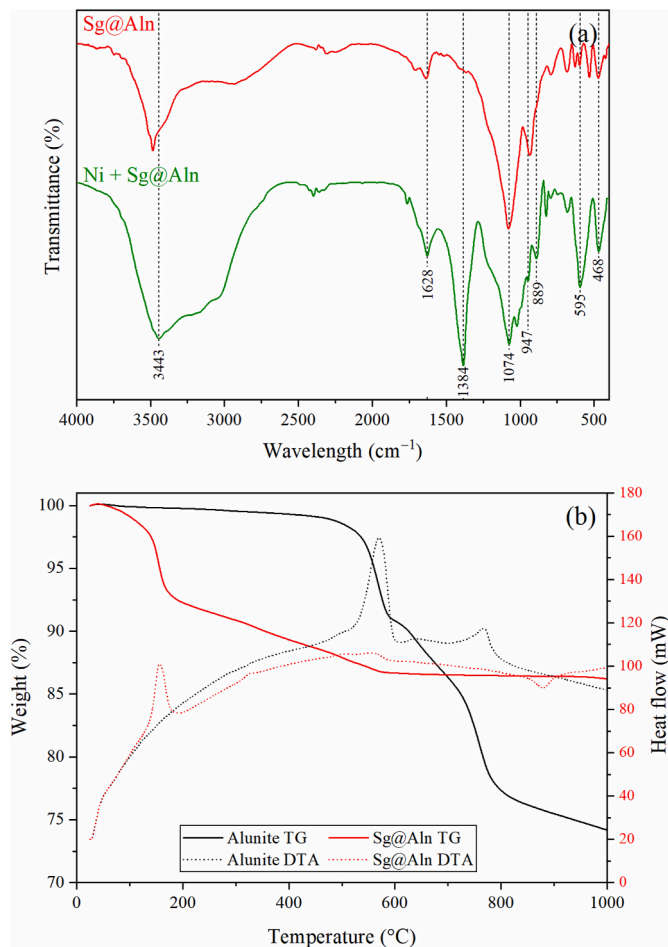 (a)
Sg@Aln
Ni + Sg@Aln
Transmittance (%)
3443
1628
1384
1074
947
889
595
468
4000 3500 3000 2500 2000 1500 1000 500
Wavelength (cm⁻¹)
(b)
100
95
90
85
80
75
70
Weight (%)
180
160
140
120
100
80
60
40
20
0
Heat flow (mW)
Alunite TG Sg@Aln TG
Alunite DTA Sg@Aln DTA
0 200 400 600 800 1000
Temperature (°C)